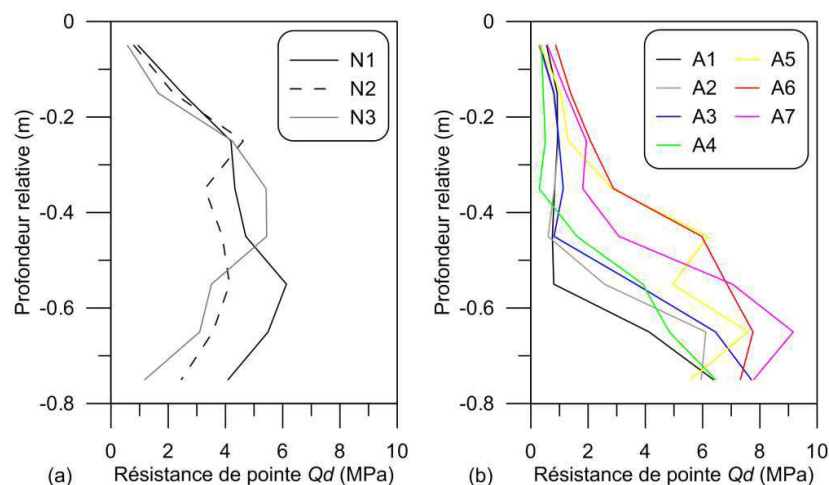 0
-0.2
-0.4
-0.6
-0.8
Profondeur relative (m)
N1
N2
N3
0 2 4 6 8 10
(a) Résistance de pointe Qd (MPa)
0
-0.2
-0.4
-0.6
-0.8
Profondeur relative (m)
A1 A5
A2 A6
A3 A7
A4
0 2 4 6 8 10
(b) Résistance de pointe Qd (MPa)